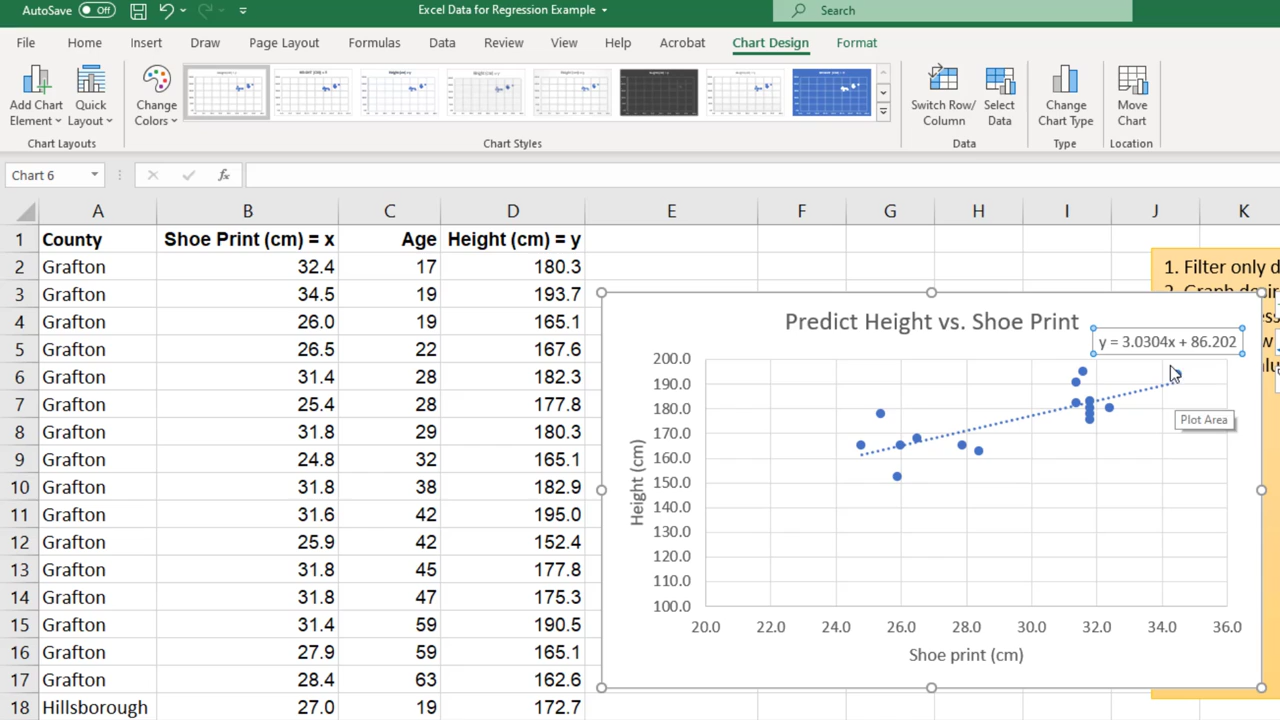 AutoSave Off Excel Data for Regression Example Search
File Home Insert Draw Page Layout Formulas Data Review View Help Acrobat Chart Design Format
Add Chart Element Quick Layout Change Colors Switch Row/ Column Select Data Change Chart Type Move Chart
Chart Layouts Chart Styles Data Type Location
Chart 6 fx
A B C D E F G H I J K
1 County Shoe Print (cm) = x Age Height (cm) = y
2 Grafton 32.4 17 180.3
3 Grafton 34.5 19 193.7
4 Grafton 26.0 19 165.1
5 Grafton 26.5 22 167.6
6 Grafton 31.4 28 182.3
7 Grafton 25.4 28 177.8
8 Grafton 31.8 29 180.3
9 Grafton 24.8 32 165.1
10 Grafton 31.8 38 182.9
11 Grafton 31.6 42 195.0
12 Grafton 25.9 42 152.4
13 Grafton 31.8 45 177.8
14 Grafton 31.8 47 175.3
15 Grafton 31.4 59 190.5
16 Grafton 27.9 59 165.1
17 Grafton 28.4 63 162.6
18 Hillsborough 27.0 19 172.7
1. Filter only d
Predict Height vs. Shoe Print
y = 3.0304x + 86.202
200.0
190.0
180.0
170.0
160.0
150.0
140.0
130.0
120.0
110.0
100.0
Height (cm)
Plot Area
20.0 22.0 24.0 26.0 28.0 30.0 32.0 34.0 36.0
Shoe print (cm)